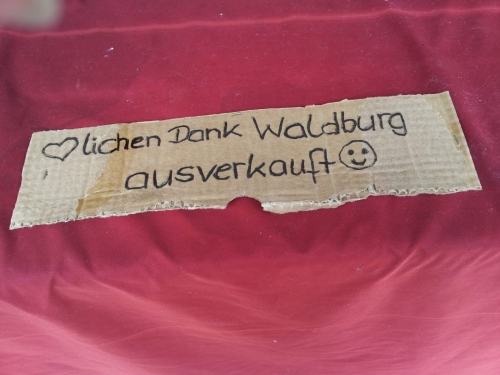 ♡lichen Dank Waldburg
ausverkauft ☺